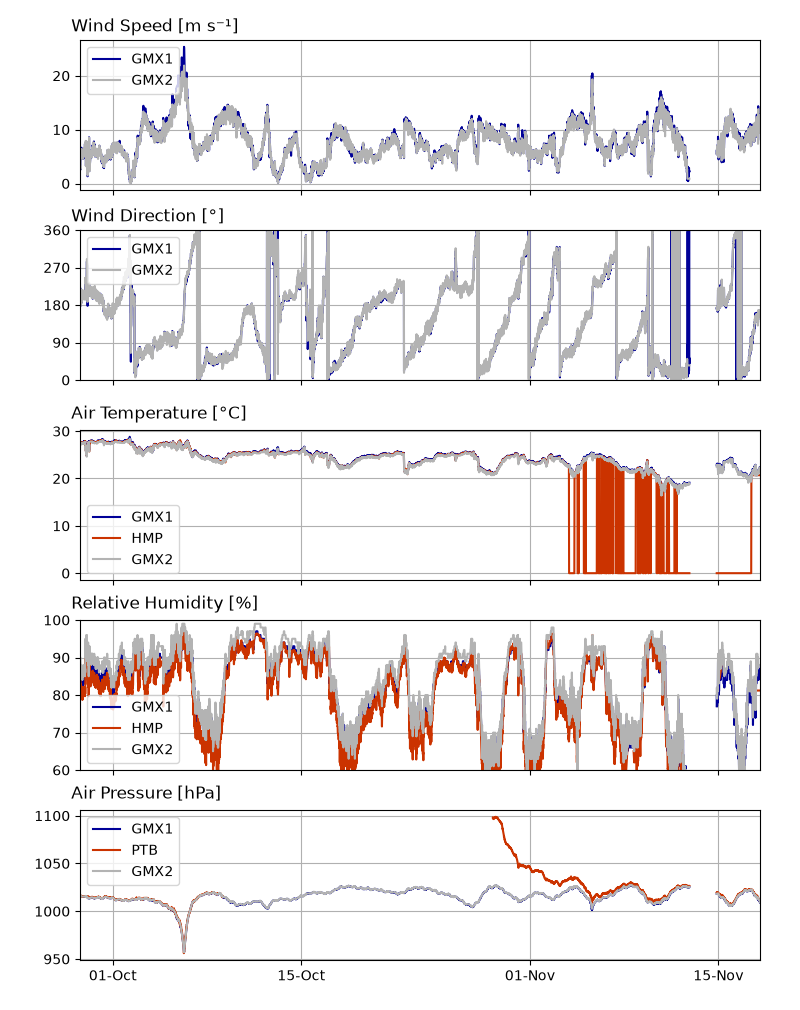 Wind Speed [m s⁻¹]
GMX1
GMX2
20
10
0
Wind Direction [°]
GMX1
GMX2
360
270
180
90
0
Air Temperature [°C]
30
20
10
0
GMX1
HMP
GMX2
Relative Humidity [%]
100
90
80
70
60
GMX1
HMP
GMX2
Air Pressure [hPa]
1100
1050
1000
950
GMX1
PTB
GMX2
01-Oct 15-Oct 01-Nov 15-Nov